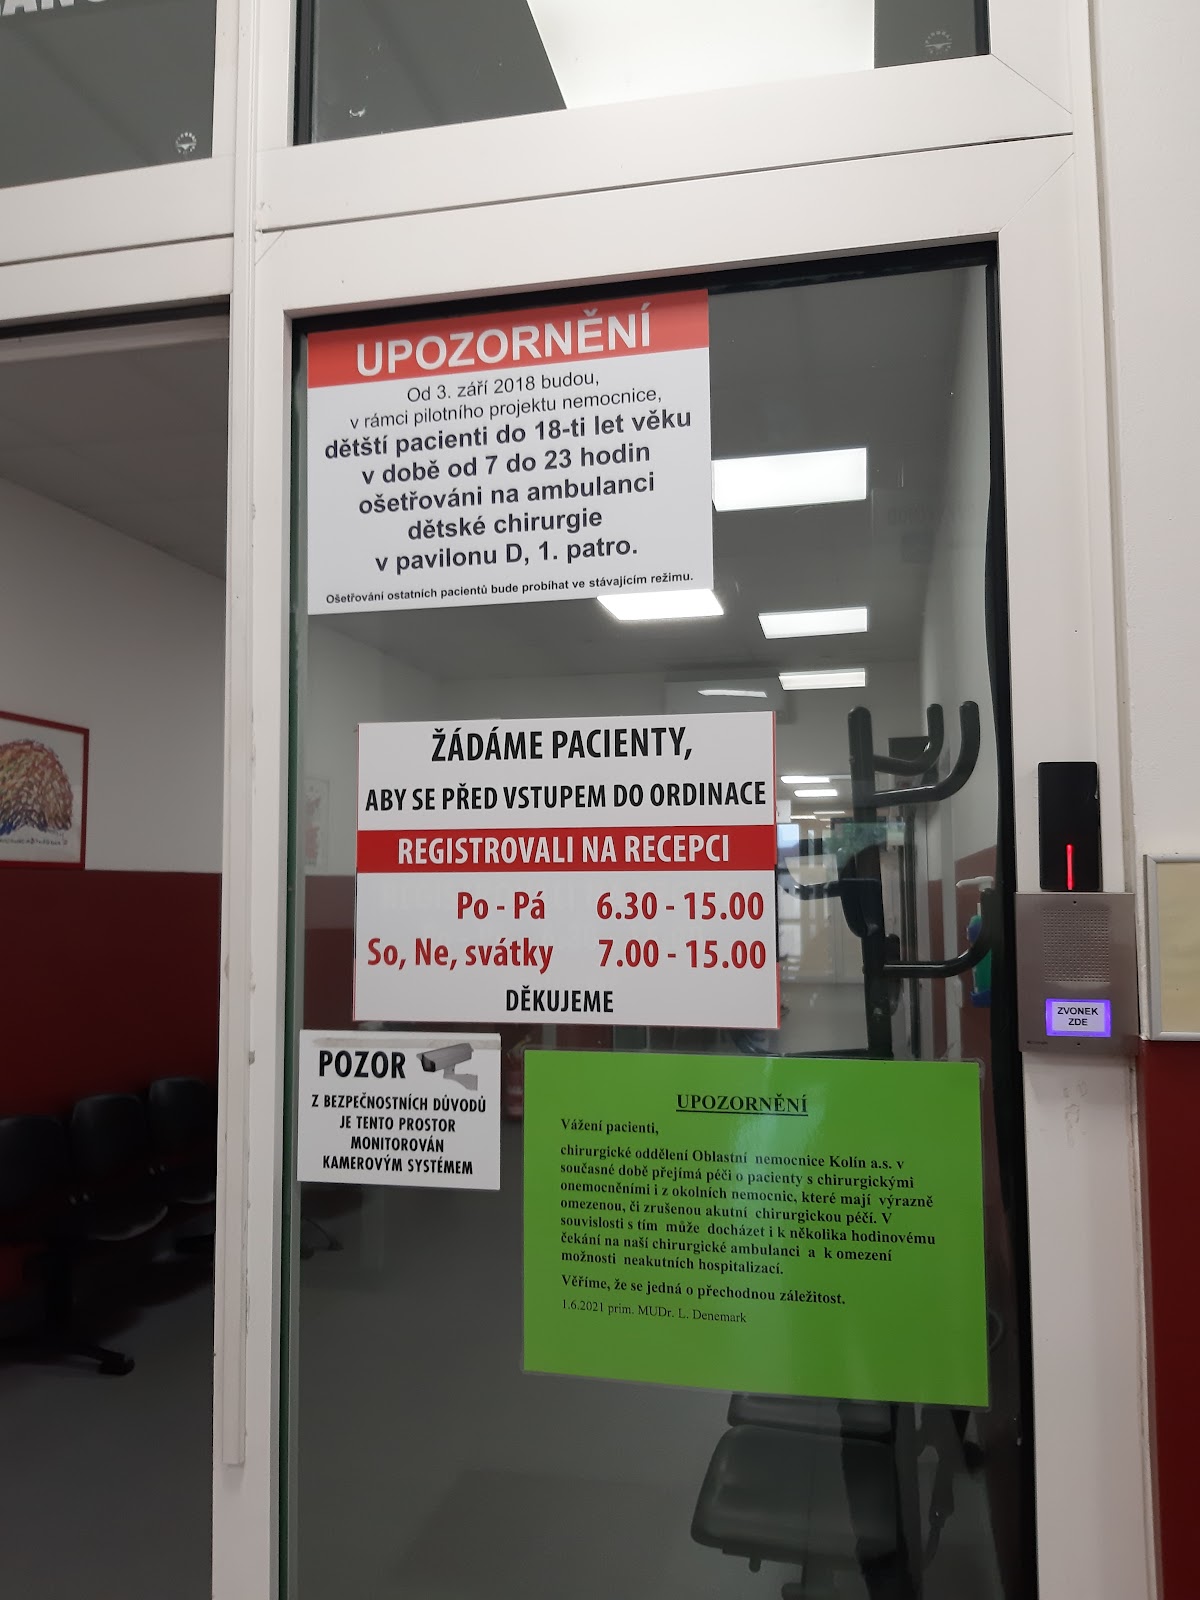 UPOZORNĚNÍ
Od 3. září 2018 budou,
v rámci pilotního projektu nemocnice,
dětští pacienti do 18-ti let věku
v době od 7 do 23 hodin
ošetřováni na ambulanci
dětské chirurgie
v pavilonu D, 1. patro.
Ošetřování ostatních pacientů bude probíhat ve stávajícím režimu.
ŽÁDÁME PACIENTY,
ABY SE PŘED VSTUPEM DO ORDINACE
REGISTROVALI NA RECEPCI
Po - Pá 6.30 - 15.00
So, Ne, svátky 7.00 - 15.00
DĚKUJEME
ZVONEK
ZDE
POZOR
Z BEZPEČNOSTNÍCH DŮVODŮ
JE TENTO PROSTOR
MONITOROVÁN
KAMEROVÝM SYSTÉMEM
UPOZORNĚNÍ
Vážení pacienti,
chirurgické oddělení Oblastní nemocnice Kolín a.s. v
současné době přejímá péči o pacienty s chirurgickými
onemocněními i z okolních nemocnic, které mají výrazně
omezenou, či zrušenou akutní chirurgickou péčí. V
souvislosti s tím může docházet i k několika hodinovému
čekání na naší chirurgické ambulanci a k omezení
možnosti neakutních hospitalizací.
Věříme, že se jedná o přechodnou záležitost.
1.6.2021 prim. MUDr. L. Denemark